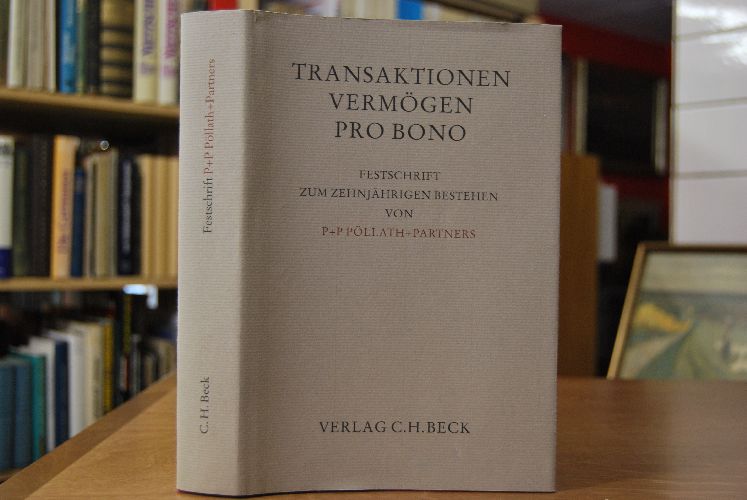 TRANSAKTIONEN
VERMÖGEN
PRO BONO
FESTSCHRIFT
ZUM ZEHNJÄHRIGEN BESTEHEN
VON
P+P PÖLLATH+PARTNERS
VERLAG C.H.BECK
Festschrift P+P Pöllath+Partners
C. H. Beck